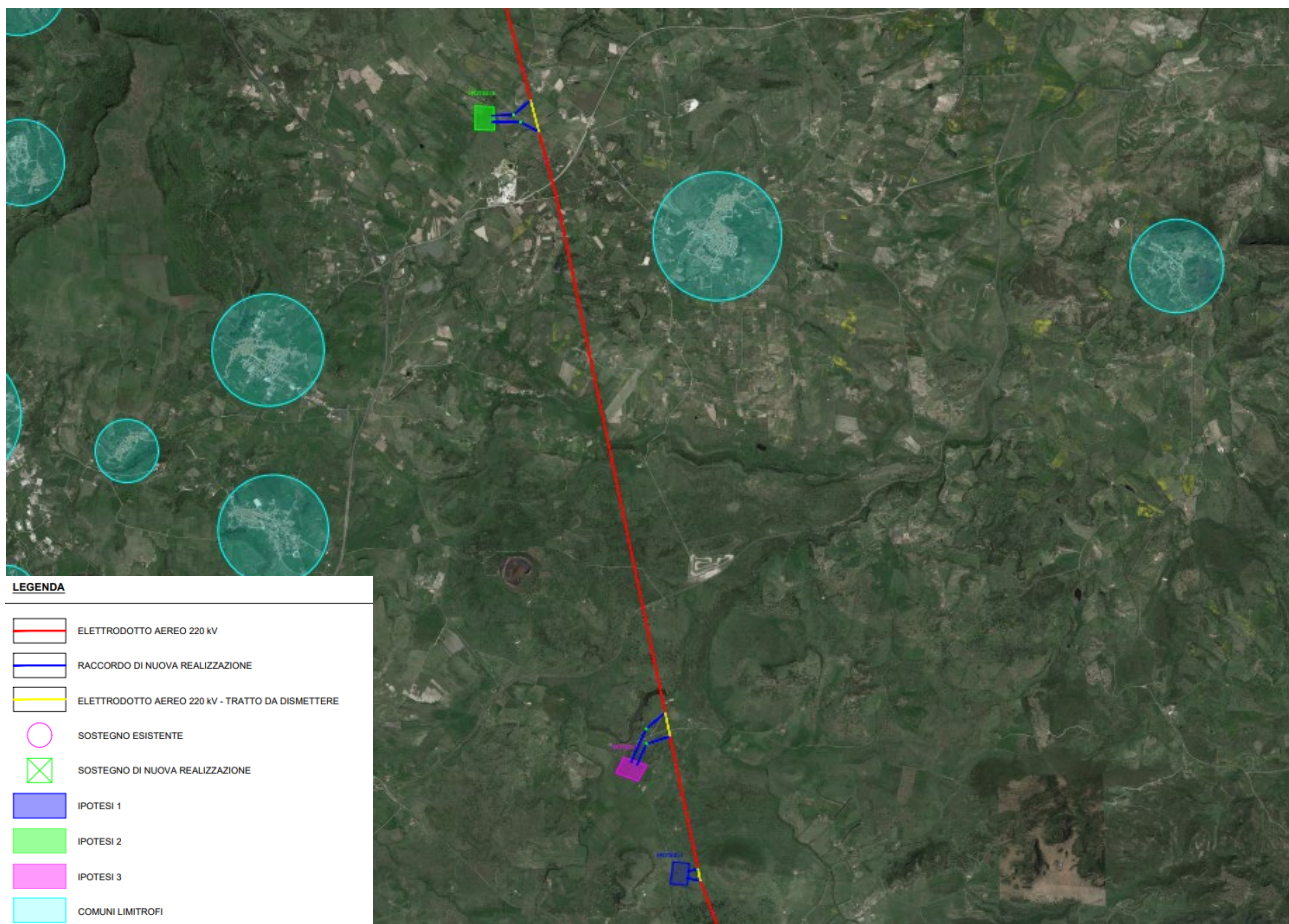 LEGENDA
ELETTRODOTTO AEREO 220 kV
RACCORDO DI NUOVA REALIZZAZIONE
ELETTRODOTTO AEREO 220 kV - TRATTO DA DISMETTERE
SOSTEGNO ESISTENTE
SOSTEGNO DI NUOVA REALIZZAZIONE
IPOTESI 1
IPOTESI 2
IPOTESI 3
COMUNI LIMITROFI